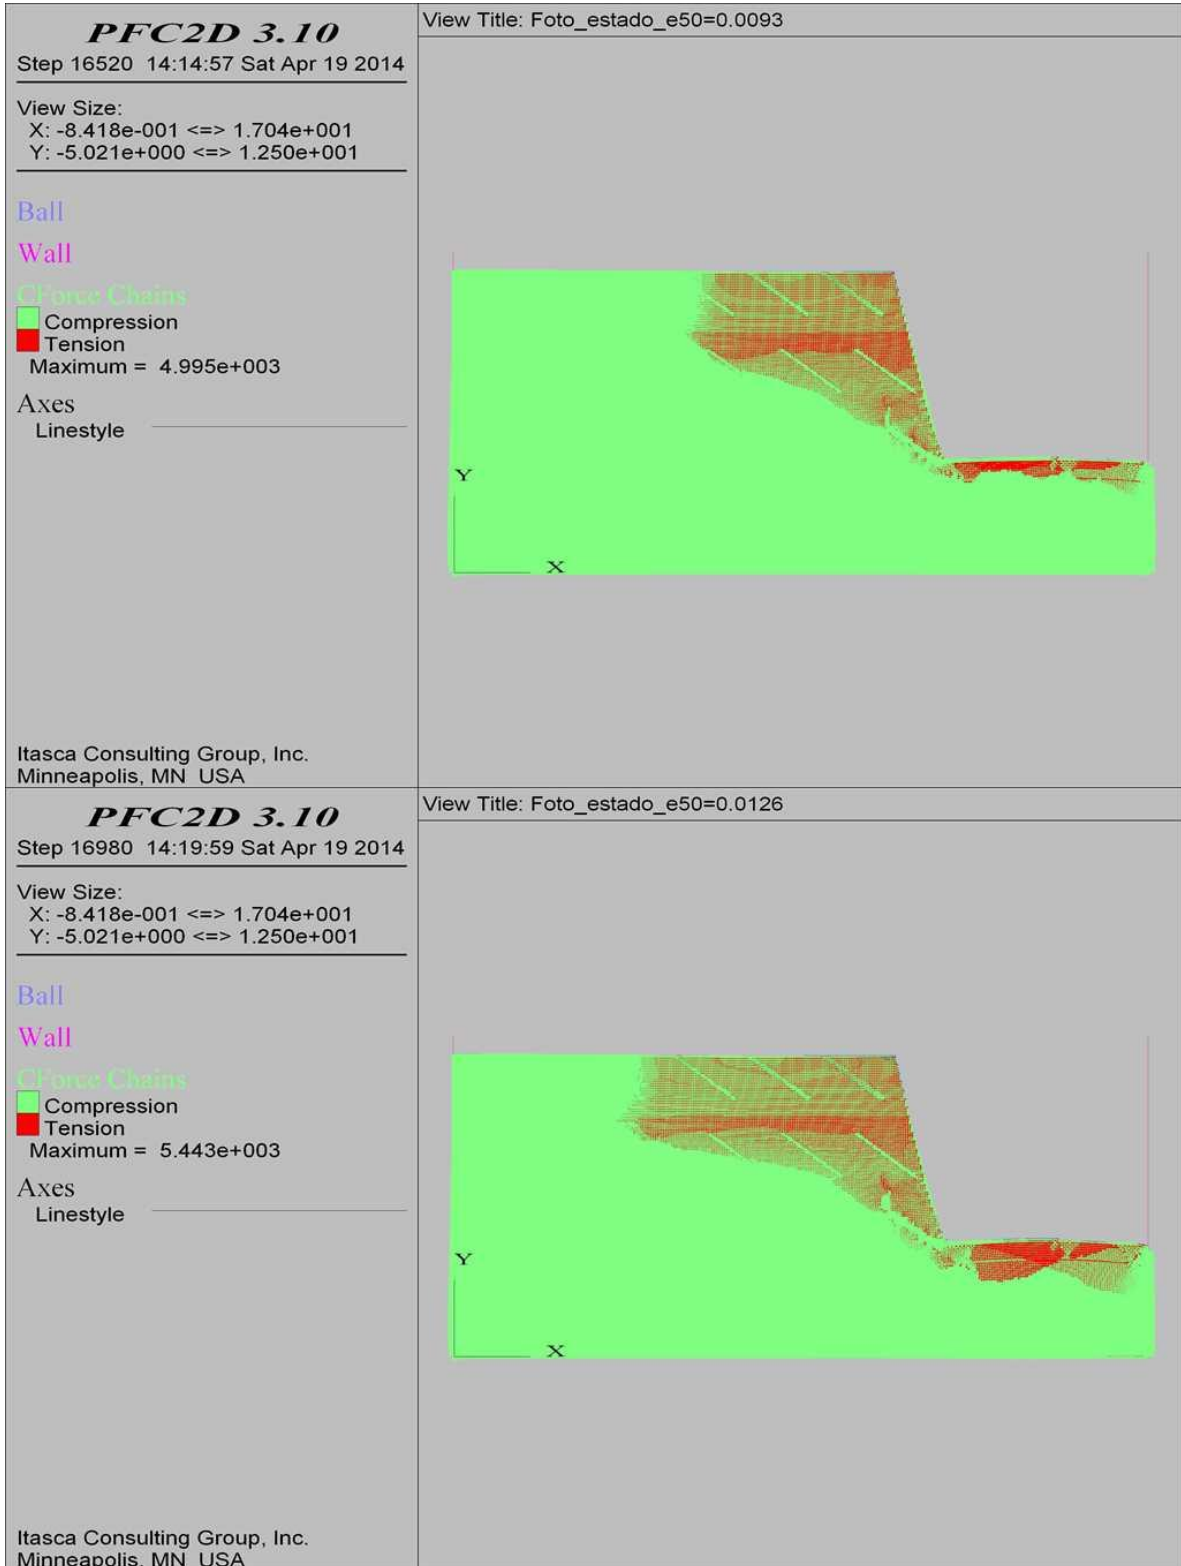 PFC2D 3.10
Step 16520 14:14:57 Sat Apr 19 2014
View Size:
X: -8.418e-001 <=> 1.704e+001
Y: -5.021e+000 <=> 1.250e+001
Ball
Wall
CForce Chains
Compression
Tension
Maximum = 4.995e+003
Axes
Linestyle
Itasca Consulting Group, Inc.
Minneapolis, MN USA
View Title: Foto_estado_e50=0.0093
Y
X
PFC2D 3.10
Step 16980 14:19:59 Sat Apr 19 2014
View Size:
X: -8.418e-001 <=> 1.704e+001
Y: -5.021e+000 <=> 1.250e+001
Ball
Wall
CForce Chains
Compression
Tension
Maximum = 5.443e+003
Axes
Linestyle
Itasca Consulting Group, Inc.
Minneapolis, MN USA
View Title: Foto_estado_e50=0.0126
Y
X